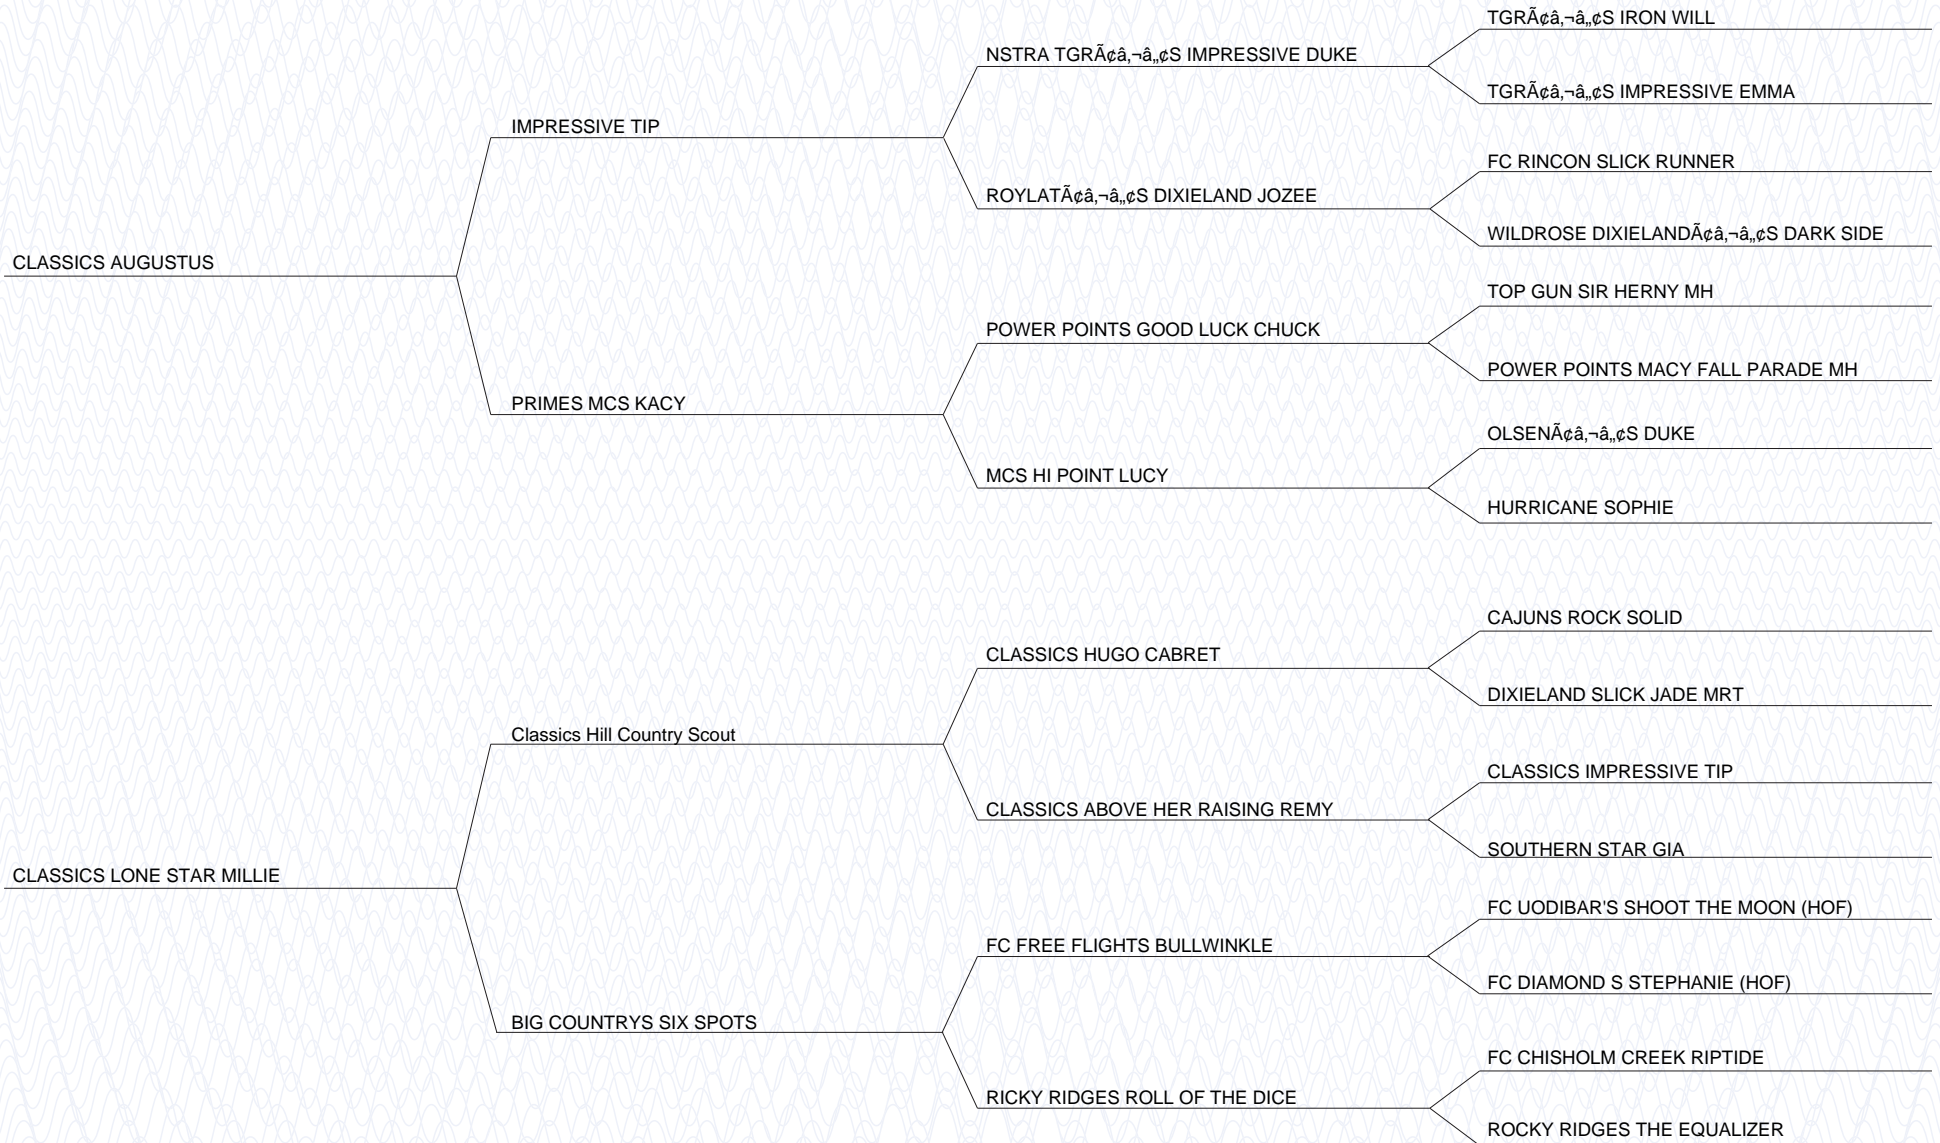 TGRÃ¢â‚¬â„¢S IRON WILL
NSTRA TGRÃ¢â‚¬â„¢S IMPRESSIVE DUKE
TGRÃ¢â‚¬â„¢S IMPRESSIVE EMMA
IMPRESSIVE TIP
FC RINCON SLICK RUNNER
ROYLATÃ¢â‚¬â„¢S DIXIELAND JOZEE
WILDROSE DIXIELANDÃ¢â‚¬â„¢S DARK SIDE
CLASSICS AUGUSTUS
TOP GUN SIR HERNY MH
POWER POINTS GOOD LUCK CHUCK
POWER POINTS MACY FALL PARADE MH
PRIMES MCS KACY
OLSENÃ¢â‚¬â„¢S DUKE
MCS HI POINT LUCY
HURRICANE SOPHIE
CAJUNS ROCK SOLID
CLASSICS HUGO CABRET
DIXIELAND SLICK JADE MRT
Classics Hill Country Scout
CLASSICS IMPRESSIVE TIP
CLASSICS ABOVE HER RAISING REMY
SOUTHERN STAR GIA
CLASSICS LONE STAR MILLIE
FC UODIBAR'S SHOOT THE MOON (HOF)
FC FREE FLIGHTS BULLWINKLE
FC DIAMOND S STEPHANIE (HOF)
BIG COUNTRYS SIX SPOTS
FC CHISHOLM CREEK RIPTIDE
RICKY RIDGES ROLL OF THE DICE
ROCKY RIDGES THE EQUALIZER